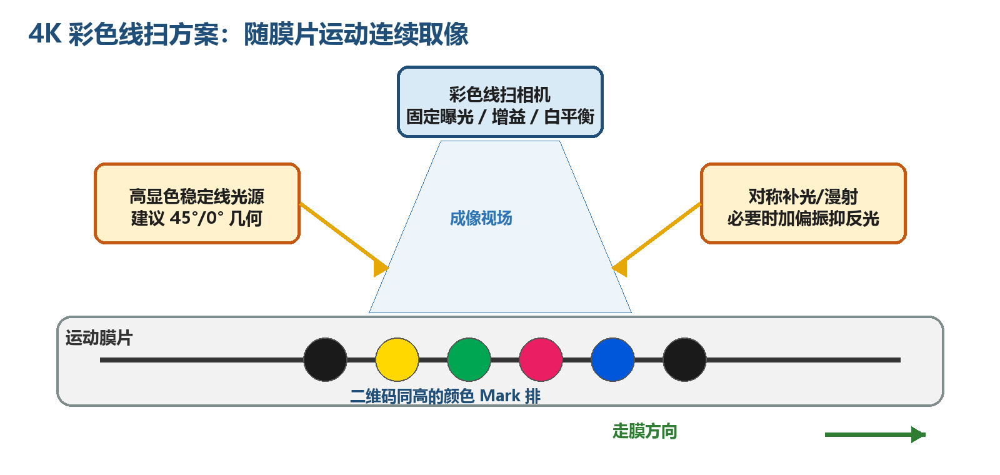 4K 彩色线扫方案：随膜片运动连续取像
彩色线扫相机
固定曝光 / 增益 / 白平衡
高显色稳定线光源
建议 45°/0° 几何
对称补光/漫射
必要时加偏振抑反光
成像视场
运动膜片
二维码同高的颜色 Mark 排
走膜方向